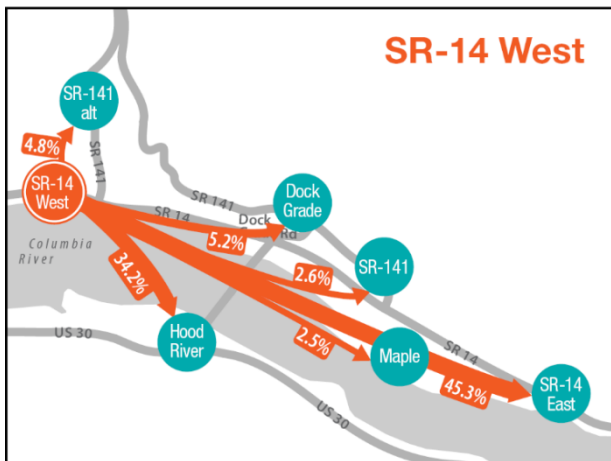 SR-14 West
SR-141
alt
4.8%
SR 141
SR-14
West
SR 141
Dock
Grade
SR 14
Dock
Rd
5.2%
Columbia
River
34.2%
2.6%
SR-141
US 30
Hood
River
2.5%
Maple
SR 14
45.3%
SR-14
East
US 30